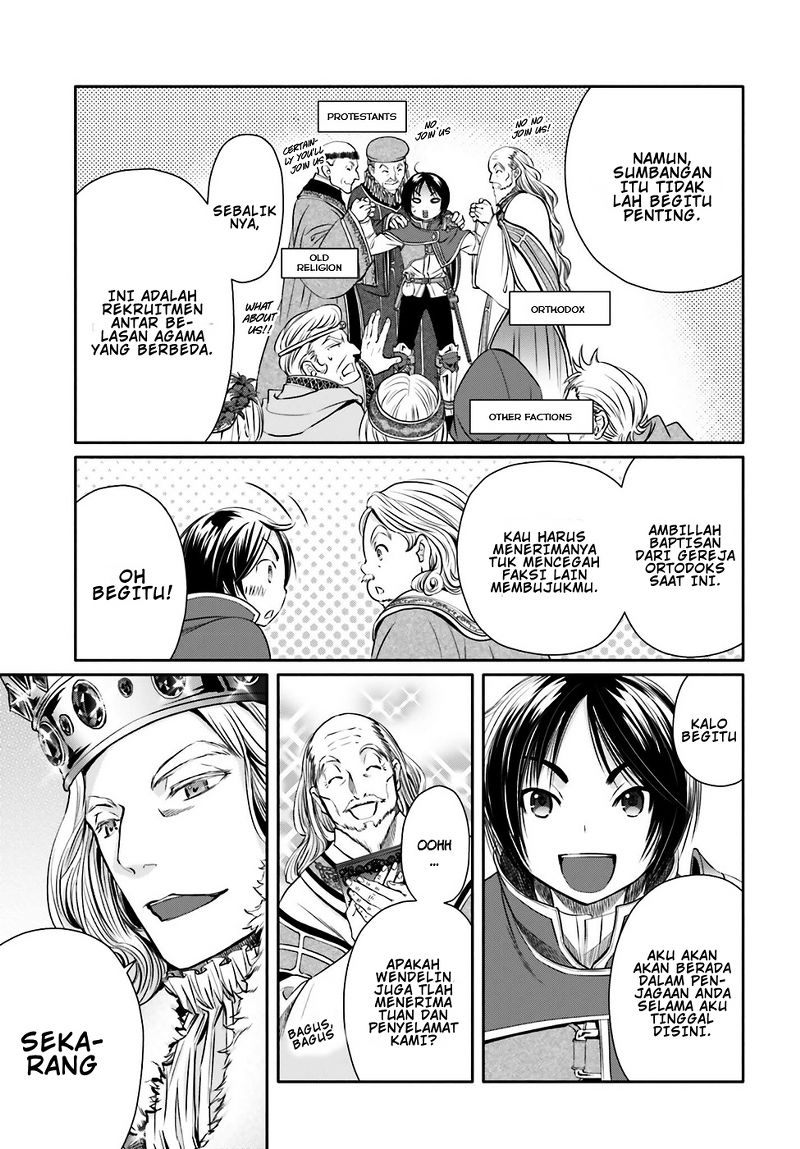 NAMUN,
SUMBANGAN
ITU TIDAK
LAH BEGITU
PENTING.
PROTESTANTS
CERTAIN-
LY YOU'LL
JOIN US
NO
JOIN US
NO NO
JOIN US!
SEBALIK
NYA,
OLD
RELIGION
ORTHODOX
WHAT
ABOUT
US!!
OTHER FACTIONS
INI ADALAH
REKRUITMEN
ANTAR BE-
LASAN AGAMA
YANG BERBEDA.
AMBILLAH
BAPTISAN
DARI GEREJA
ORTODOKS
SAAT INI.
KAU HARUS
MENERIMANYA
TUK MENCEGAH
FAKSI LAIN
MEMBUJUKMU.
OH
BEGITU!
KALO
BEGITU
AKU AKAN
AKAN BERADA
DALAM PEN-
JAGAAN ANDA
SELAMA AKU
TINGGAL
DISINI.
OOHH
...
APAKAH
WENDELIN
JUGA TLAH
MENERIMA
TUAN DAN
PENYELAMAT
KAMI?
BAGUS,
BAGUS
SEKA-
RANG